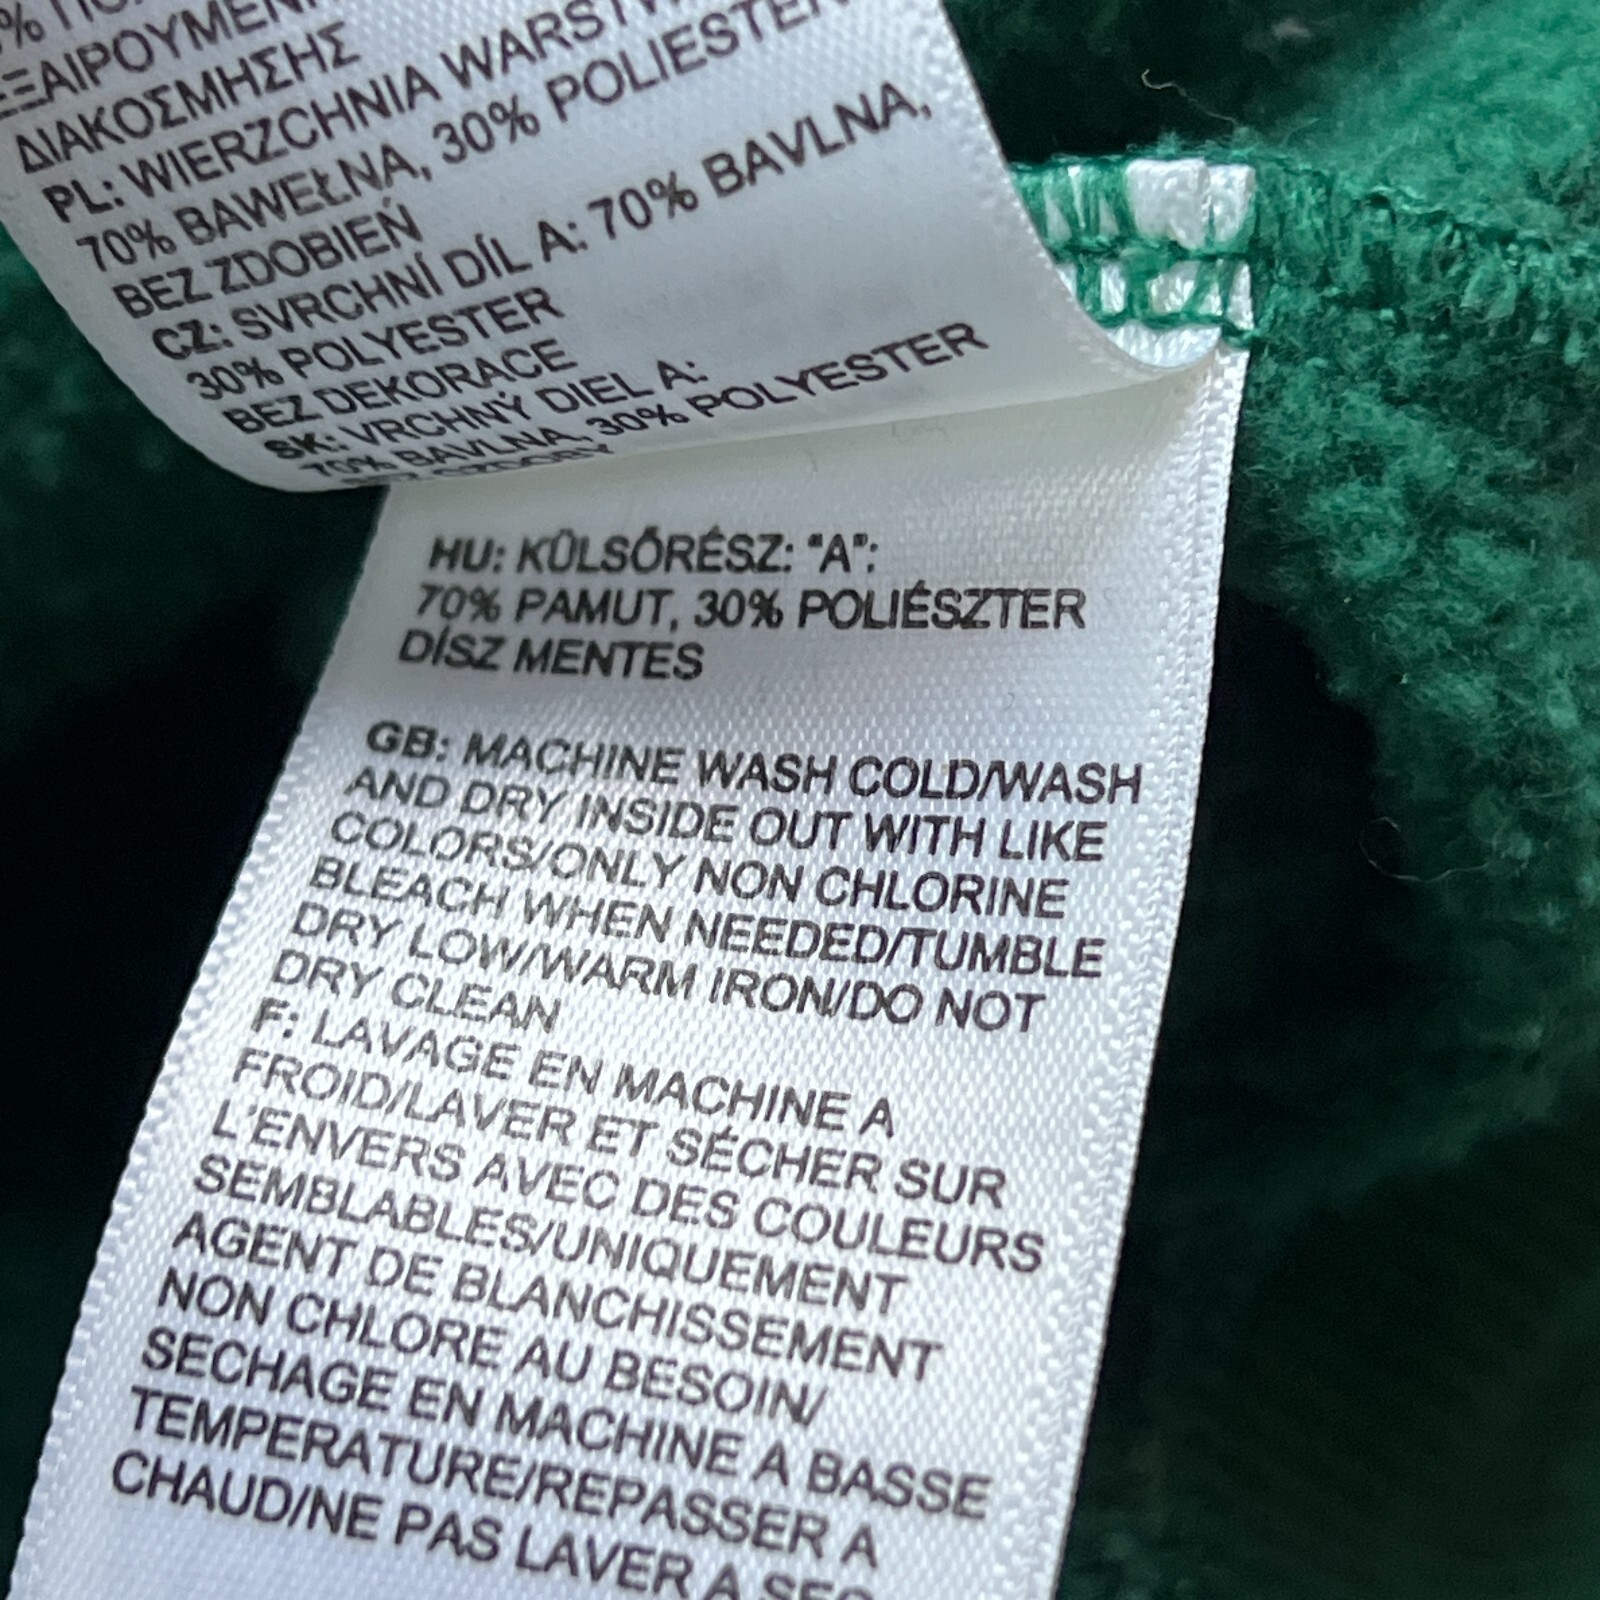 ΕΞΑΙΡΟΥΜΕΝ
ΔΙΑΚΟΣΜΗΣΗΣ
PL: WIERZCHNIA
70% BAWEŁNA, 30% POLIESTER
BEZ ZDOBIEŃ
CZ: SVRCHNÍ DÍL A: 70% BAVLNA,
30% POLYESTER
BEZ DEKORACE
SK: VRCHNÝ DIEL A:
70% BAVLNA, 30% POLYESTER
HU: KÜLSŐRÉSZ: "A":
70% PAMUT, 30% POLIÉSZTER
DÍSZ MENTES
GB: MACHINE WASH COLD/WASH
AND DRY INSIDE OUT WITH LIKE
COLORS/ONLY NON CHLORINE
BLEACH WHEN NEEDED/TUMBLE
DRY LOW/WARM IRON/DO NOT
DRY CLEAN
F: LAVAGE EN MACHINE A
FROID/LAVER ET SÉCHER SUR
L'ENVERS AVEC DES COULEURS
SEMBLABLES/UNIQUEMENT
AGENT DE BLANCHISSEMENT
NON CHLORE AU BESOIN/
SECHAGE EN MACHINE A BASSE
TEMPERATURE/REPASSER A
CHAUD/NE PAS LAVER A SEC